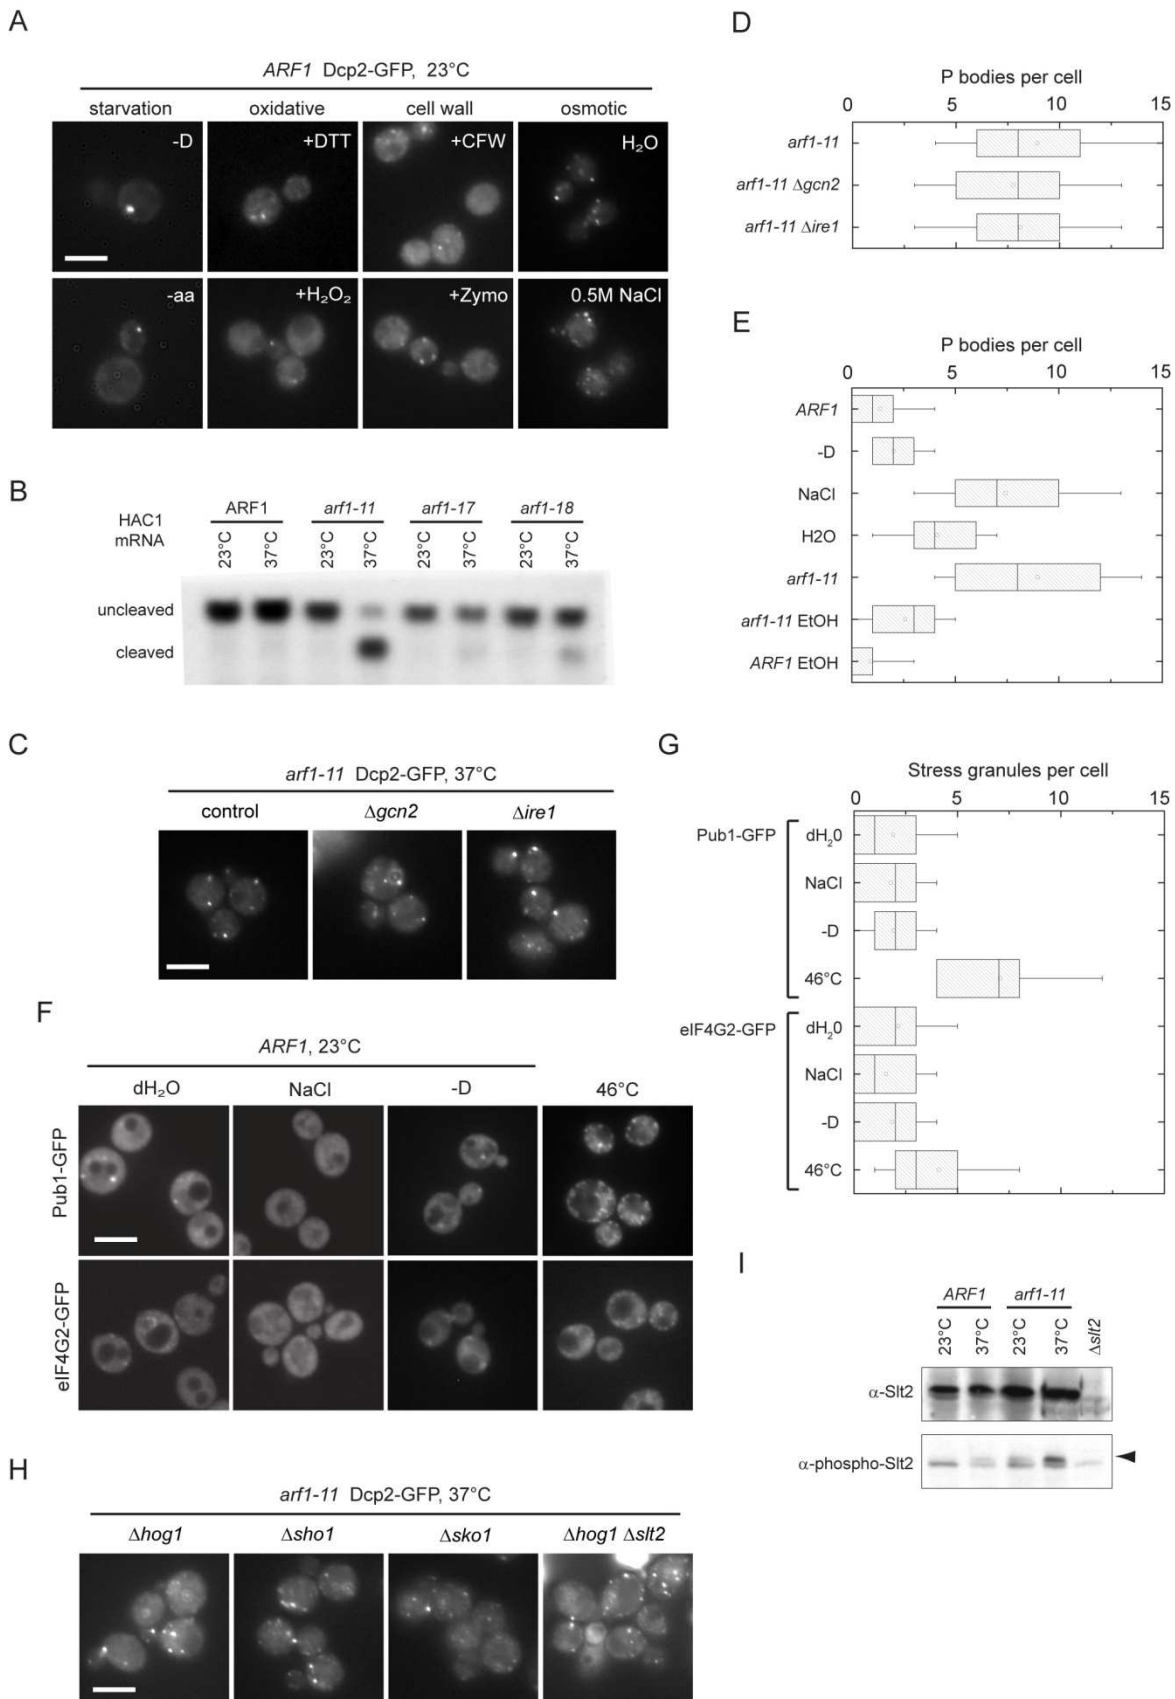 A
ARF1 Dcp2-GFP, 23°C
starvation oxidative cell wall osmotic
-D +DTT +CFW H₂O
-aa +H₂O₂ +Zymo 0.5M NaCl
B
HAC1 mRNA
ARF1 arf1-11 arf1-17 arf1-18
23°C 37°C 23°C 37°C 23°C 37°C 23°C 37°C
uncleaved
cleaved
C
arf1-11 Dcp2-GFP, 37°C
control Δgcn2 Δire1
D
P bodies per cell
0 5 10 15
arf1-11
arf1-11 Δgcn2
arf1-11 Δire1
E
P bodies per cell
0 5 10 15
ARF1
-D
NaCl
H2O
arf1-11
arf1-11 EtOH
ARF1 EtOH
F
ARF1, 23°C
dH₂O NaCl -D 46°C
Pub1-GFP
eIF4G2-GFP
G
Stress granules per cell
0 5 10 15
Pub1-GFP
dH₂0
NaCl
-D
46°C
eIF4G2-GFP
dH₂0
NaCl
-D
46°C
H
arf1-11 Dcp2-GFP, 37°C
Δhog1 Δsho1 Δsko1 Δhog1 Δslt2
I
ARF1 arf1-11
23°C 37°C 23°C 37°C Δslt2
α-Slt2
α-phospho-Slt2